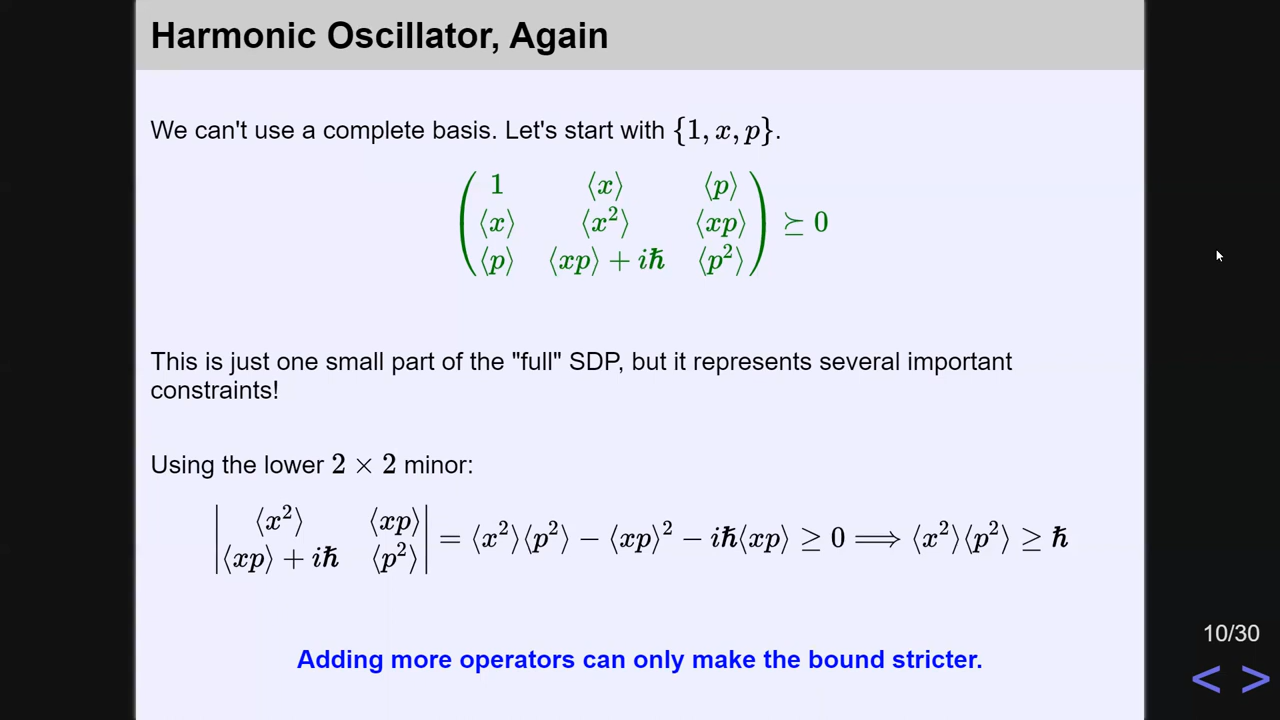 Harmonic Oscillator, Again
We can't use a complete basis. Let's start with {1, x, p}.
1 ⟨x⟩ ⟨p⟩
⟨x⟩ ⟨x²⟩ ⟨xp⟩ ⪰ 0
⟨p⟩ ⟨xp⟩ + iℏ ⟨p²⟩
This is just one small part of the "full" SDP, but it represents several important
constraints!
Using the lower 2 × 2 minor:
| ⟨x²⟩ ⟨xp⟩ |
| ⟨xp⟩ + iℏ ⟨p²⟩ | = ⟨x²⟩⟨p²⟩ − ⟨xp⟩² − iℏ⟨xp⟩ ≥ 0 ⟹ ⟨x²⟩⟨p²⟩ ≥ ℏ
Adding more operators can only make the bound stricter.
10/30
< >